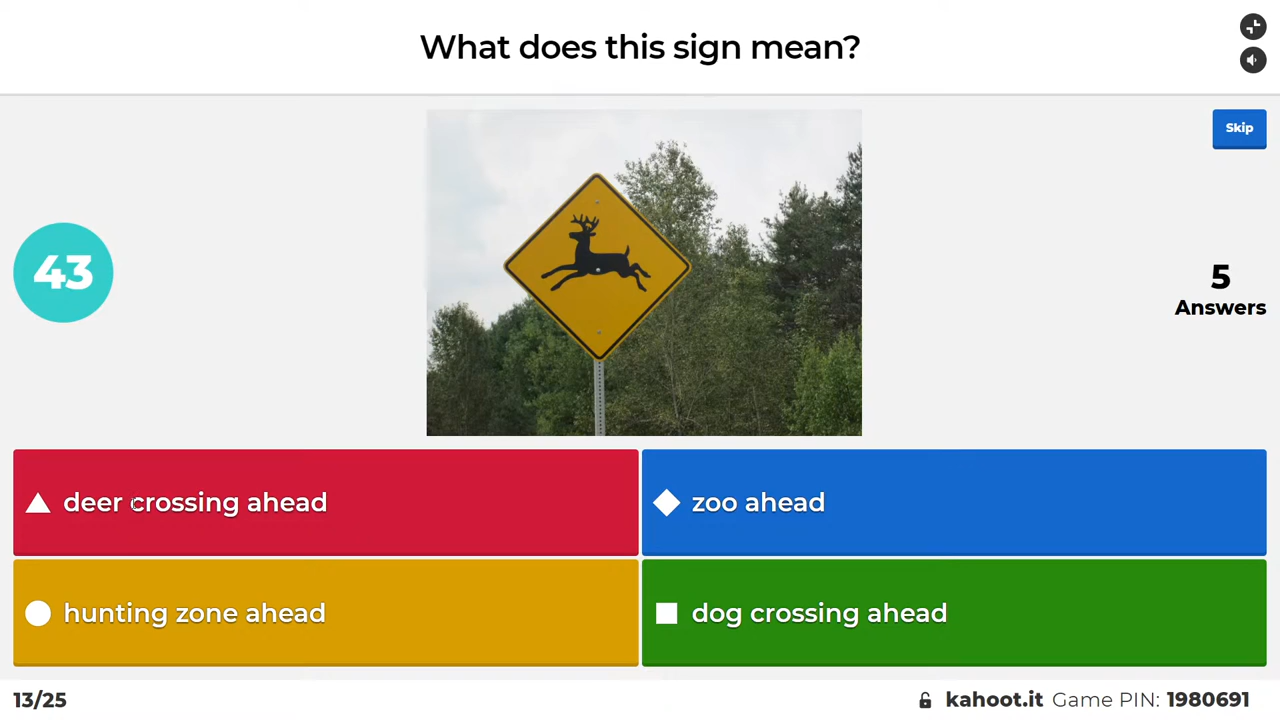 What does this sign mean?
Skip
43
5
Answers
deer crossing ahead
zoo ahead
hunting zone ahead
dog crossing ahead
13/25
kahoot.it Game PIN: 1980691